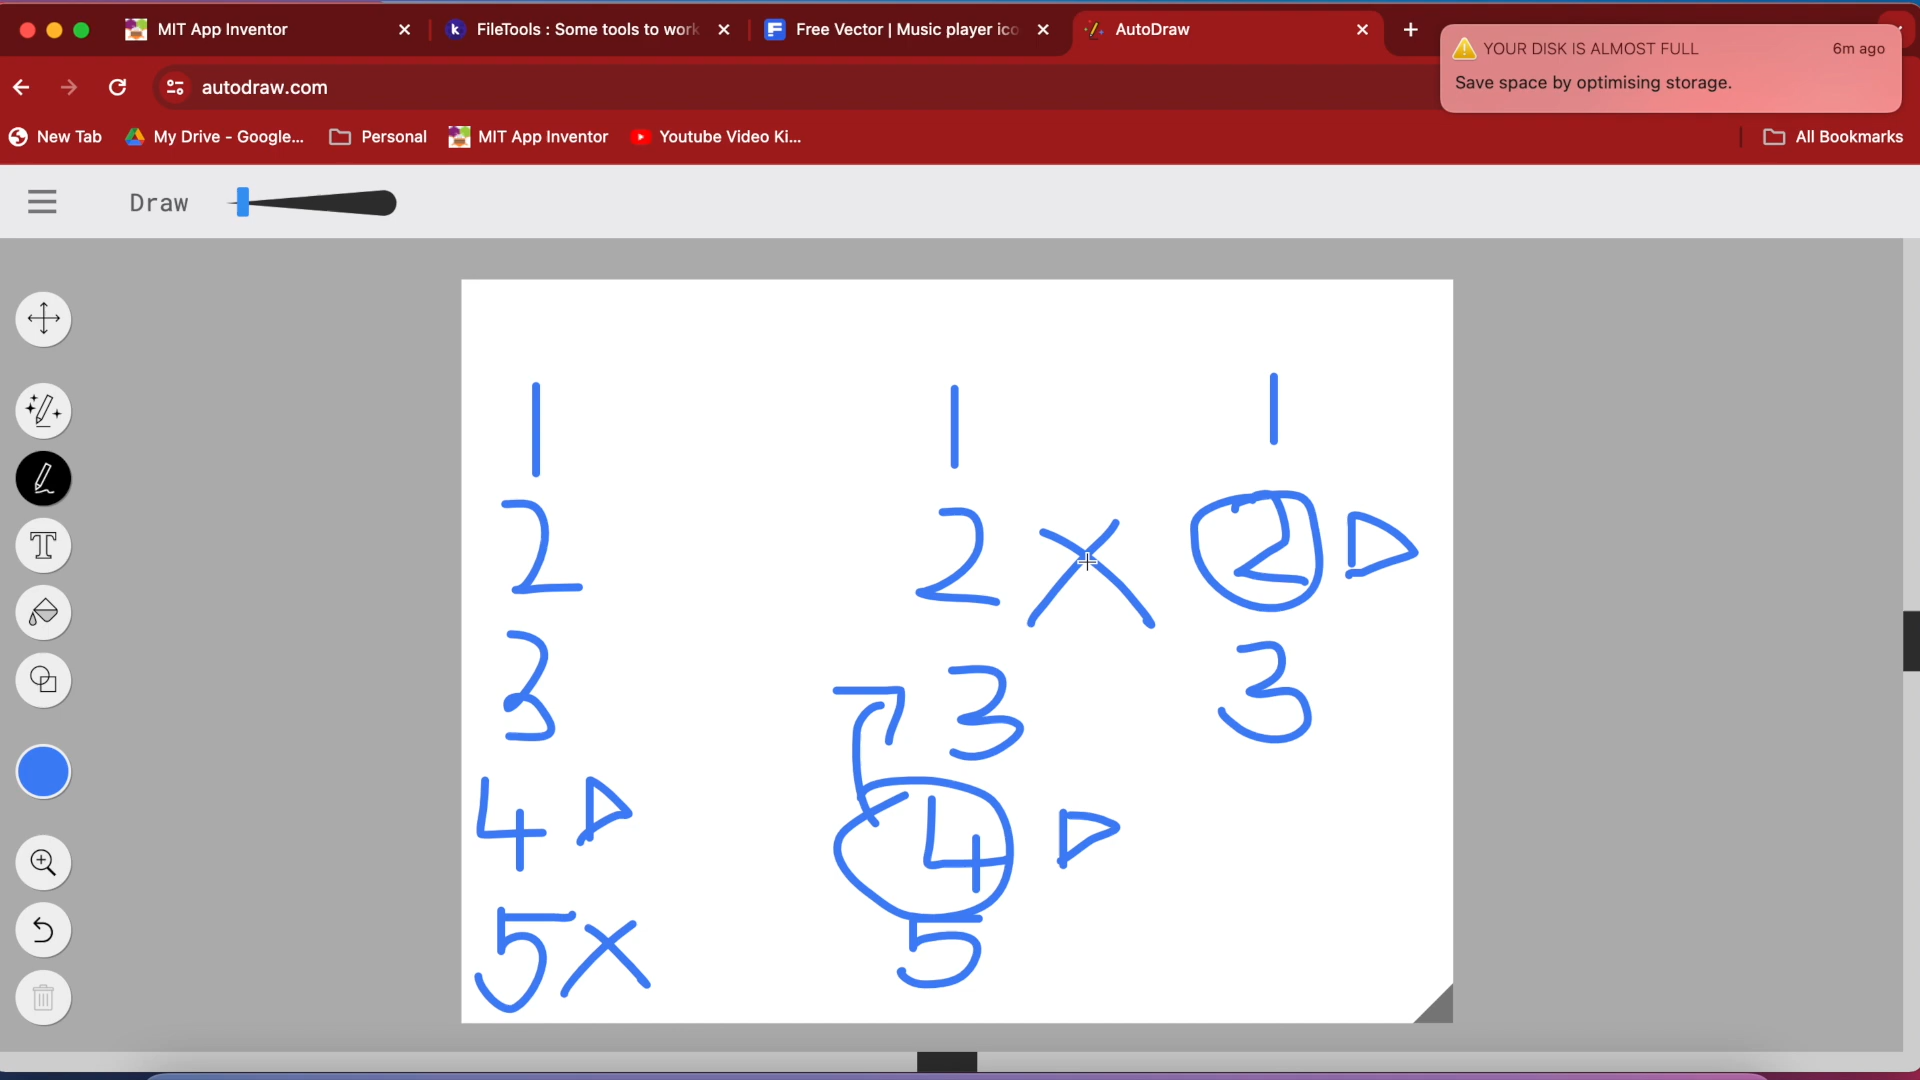 MIT App Inventor
FileTools : Some tools to work
Free Vector | Music player ico
AutoDraw
YOUR DISK IS ALMOST FULL
6m ago
Save space by optimising storage.
autodraw.com
New Tab
My Drive - Google...
Personal
MIT App Inventor
Youtube Video Ki...
All Bookmarks
Draw
1 1 1
2 2 X 2
3 3 3
4 4
5 X 5